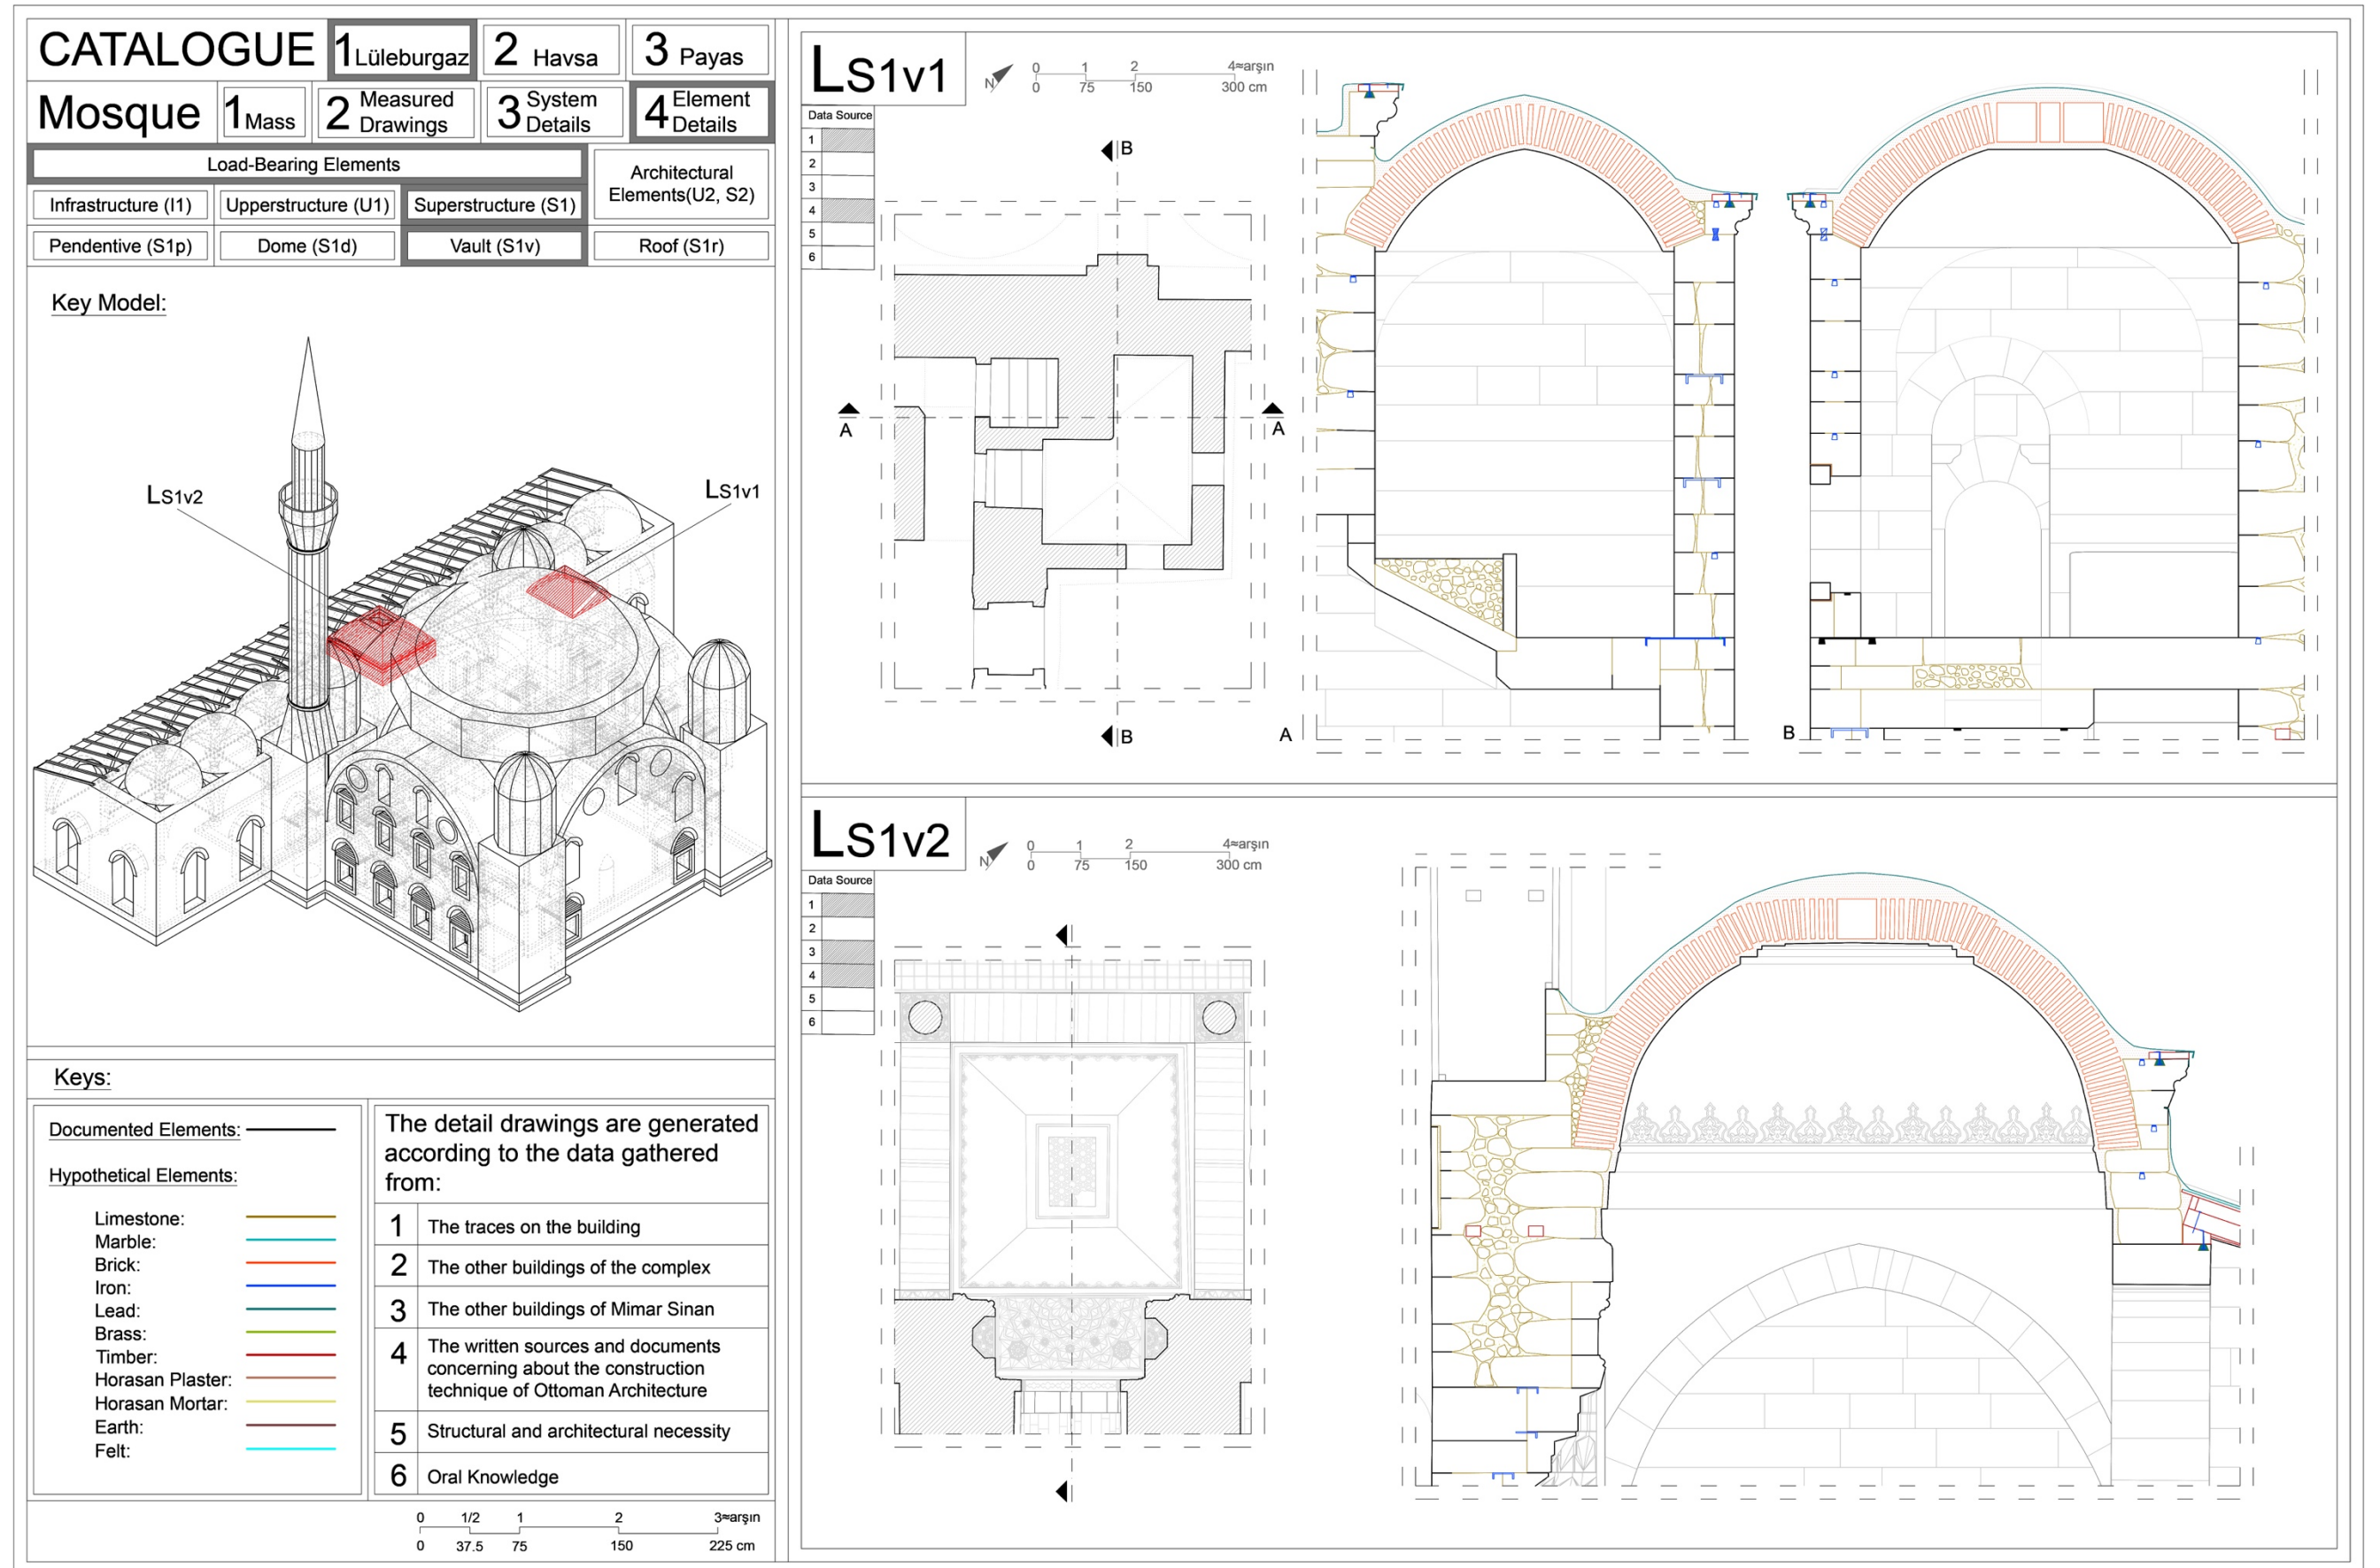 CATALOGUE
1 Lüleburgaz
2 Havsa
3 Payas
Mosque
1 Mass
2 Measured
Drawings
3 System
Details
4 Element
Details
Load-Bearing Elements
Architectural
Elements(U2, S2)
Infrastructure (I1)
Upperstructure (U1)
Superstructure (S1)
Pendentive (S1p)
Dome (S1d)
Vault (S1v)
Roof (S1r)
Key Model:
LS1v2
LS1v1
Keys:
Documented Elements:
Hypothetical Elements:
Limestone:
Marble:
Brick:
Iron:
Lead:
Brass:
Timber:
Horasan Plaster:
Horasan Mortar:
Earth:
Felt:
The detail drawings are generated
according to the data gathered
from:
1 The traces on the building
2 The other buildings of the complex
3 The other buildings of Mimar Sinan
4 The written sources and documents
concerning about the construction
technique of Ottoman Architecture
5 Structural and architectural necessity
6 Oral Knowledge
0 1/2 1 2 3≈arşın
0 37.5 75 150 225 cm
LS1v1
N
0 1 2 4≈arşın
0 75 150 300 cm
Data Source
1
2
3
4
5
6
B
A
A
B
A
B
LS1v2
N
0 1 2 4≈arşın
0 75 150 300 cm
Data Source
1
2
3
4
5
6